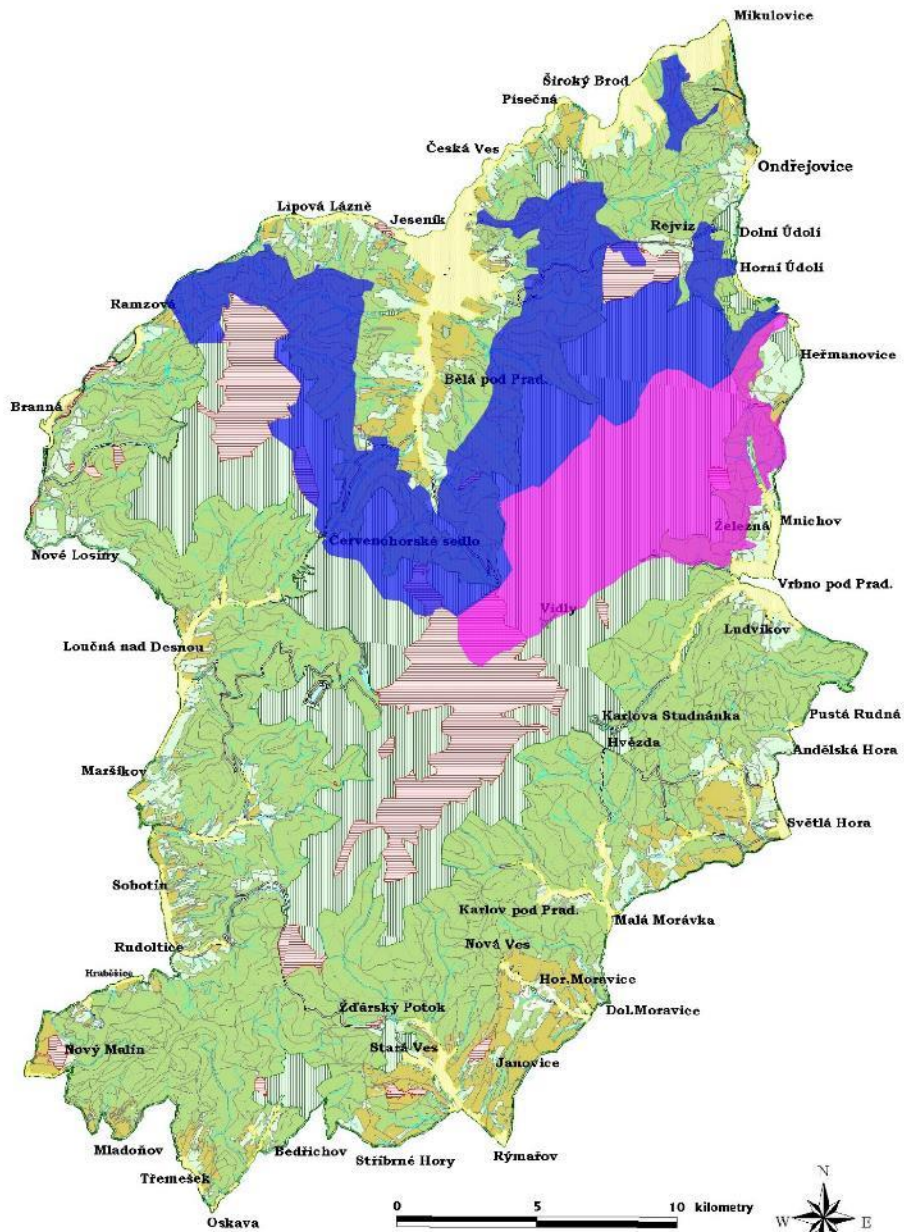 Mikulovice
Široký Brod
Písečná
Česká Ves
Ondřejovice
Lipová Lázně
Jeseník
Rejvíz
Dolní Údolí
Horní Údolí
Ramzová
Heřmanovice
Bělá pod Prad.
Branná
Železná
Mnichov
Červenohorské sedlo
Nové Losiny
Vrbno pod Prad.
Vidly
Ludvíkov
Loučná nad Desnou
Karlova Studnánka
Pustá Rudná
Hvězda
Andělská Hora
Maršíkov
Světlá Hora
Sobotín
Karlov pod Prad.
Malá Morávka
Rudoltice
Nová Ves
Hraběšice
Hor.Moravice
Žďárský Potok
Dol.Moravice
Nový Malín
Stará Ves
Janovice
Mladoňov
Bedřichov
Stříbrné Hory
Rýmařov
Třemešek
Oskava
0 5 10 kilometry
N
W E